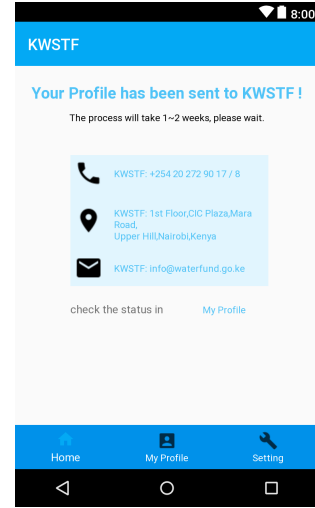 8:00
KWSTF
Your Profile has been sent to KWSTF !
The process will take 1~2 weeks, please wait.
KWSTF: +254 20 272 90 17 / 8
KWSTF: 1st Floor,CIC Plaza,Mara
Road,
Upper Hill,Nairobi,Kenya
KWSTF: info@waterfund.go.ke
check the status in My Profile
Home My Profile Setting